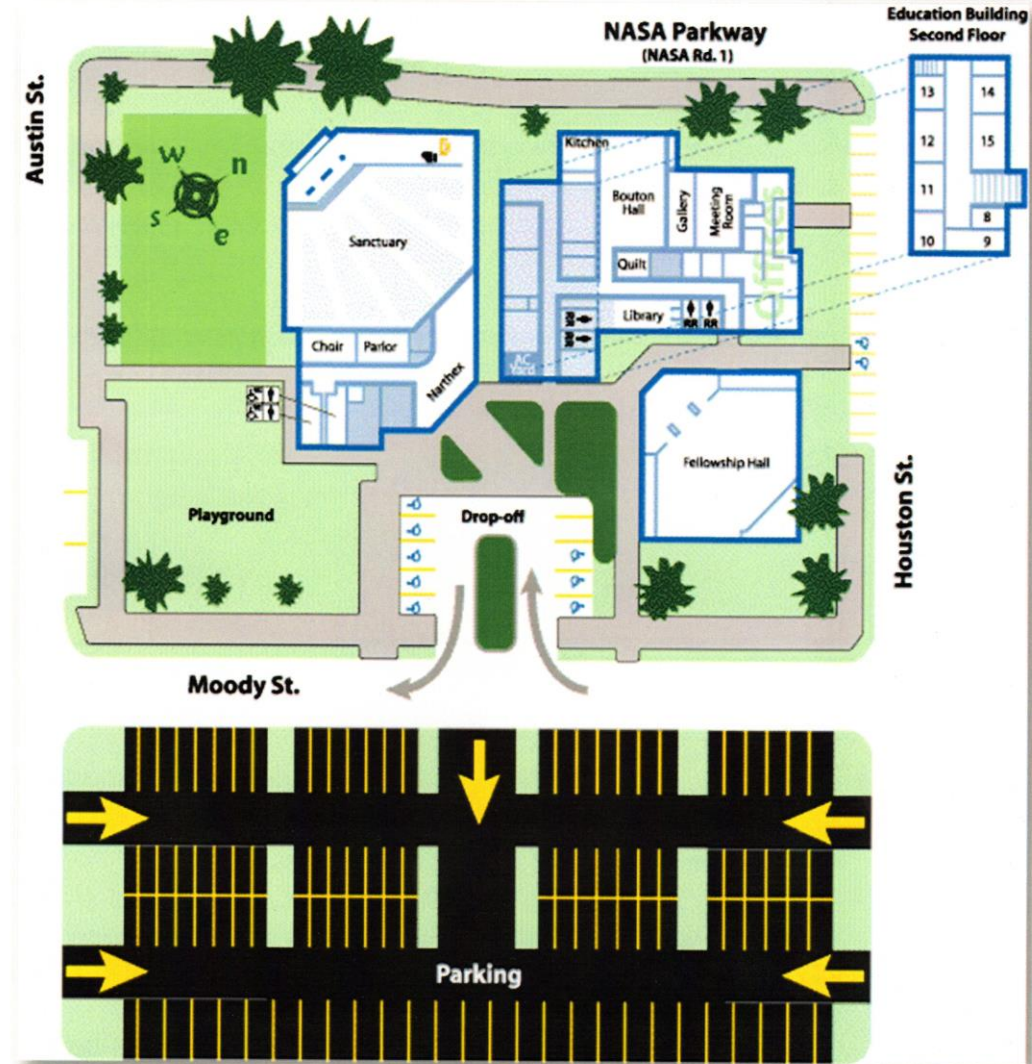 Education Building
Second Floor
NASA Parkway
(NASA Rd. 1)
Austin St.
13
14
12
15
11
8
10
9
w
n
s
e
Kitchen
Bouton
Hall
Gallery
Meeting
Room
Offices
Sanctuary
Quilt
Library
RR
RR
RR
RR
Choir
Parlor
AC
Yard
Narthex
Fellowship Hall
Houston St.
Playground
Drop-off
Moody St.
Parking